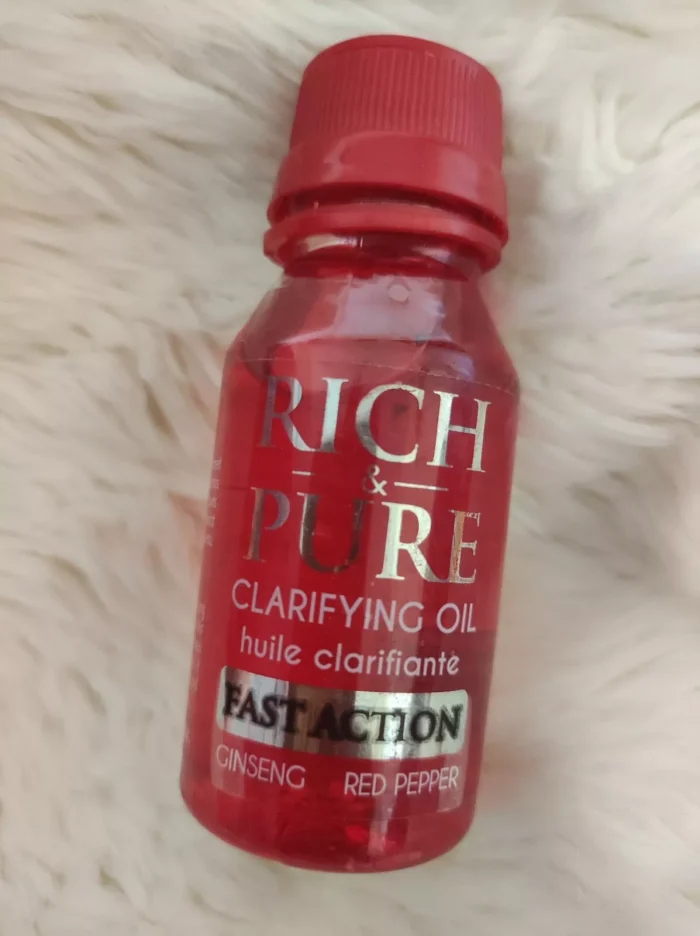 RICH
&
PURE
CLARIFYING OIL
huile clarifiante
FAST ACTION
GINSENG RED PEPPER